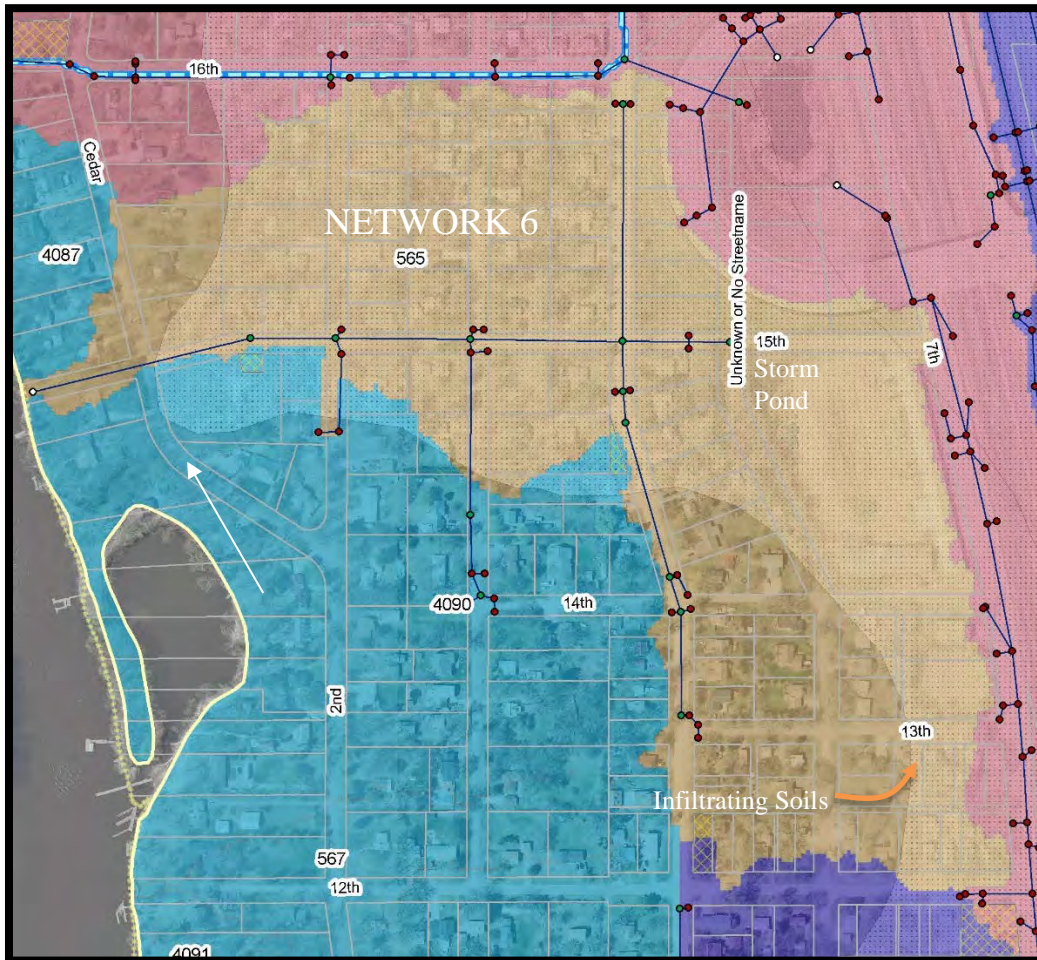 16th
Cedar
NETWORK 6
4087
565
Unknown or No Streetname
15th
Storm
Pond
7th
4090
14th
2nd
13th
Infiltrating Soils
567
12th
4091